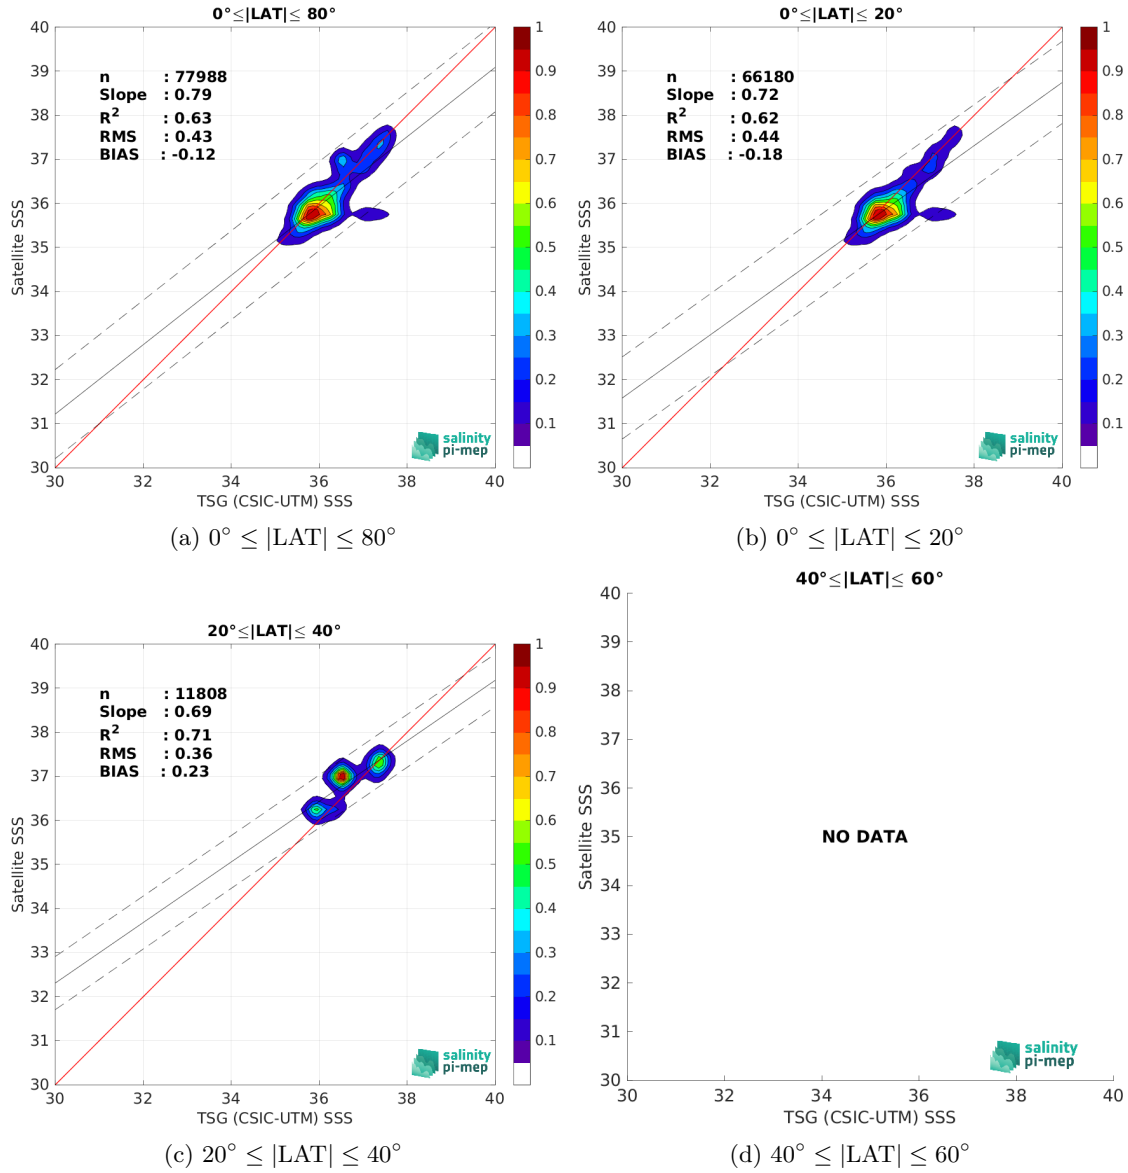 0°≤|LAT|≤ 80°
40
39
38
37
36
35
34
33
32
31
30
Satellite SSS
n : 77988
Slope : 0.79
R2 : 0.63
RMS : 0.43
BIAS : -0.12
salinity
pi-mep
30 32 34 36 38 40
TSG (CSIC-UTM) SSS
1
0.9
0.8
0.7
0.6
0.5
0.4
0.3
0.2
0.1
(a) 0° ≤ |LAT| ≤ 80°
0°≤|LAT|≤ 20°
40
39
38
37
36
35
34
33
32
31
30
Satellite SSS
n : 66180
Slope : 0.72
R2 : 0.62
RMS : 0.44
BIAS : -0.18
salinity
pi-mep
30 32 34 36 38 40
TSG (CSIC-UTM) SSS
1
0.9
0.8
0.7
0.6
0.5
0.4
0.3
0.2
0.1
(b) 0° ≤ |LAT| ≤ 20°
20°≤|LAT|≤ 40°
40
39
38
37
36
35
34
33
32
31
30
Satellite SSS
n : 11808
Slope : 0.69
R2 : 0.71
RMS : 0.36
BIAS : 0.23
salinity
pi-mep
30 32 34 36 38 40
TSG (CSIC-UTM) SSS
1
0.9
0.8
0.7
0.6
0.5
0.4
0.3
0.2
0.1
(c) 20° ≤ |LAT| ≤ 40°
40°≤|LAT|≤ 60°
40
39
38
37
36
35
34
33
32
31
30
Satellite SSS
NO DATA
salinity
pi-mep
30 32 34 36 38 40
TSG (CSIC-UTM) SSS
(d) 40° ≤ |LAT| ≤ 60°